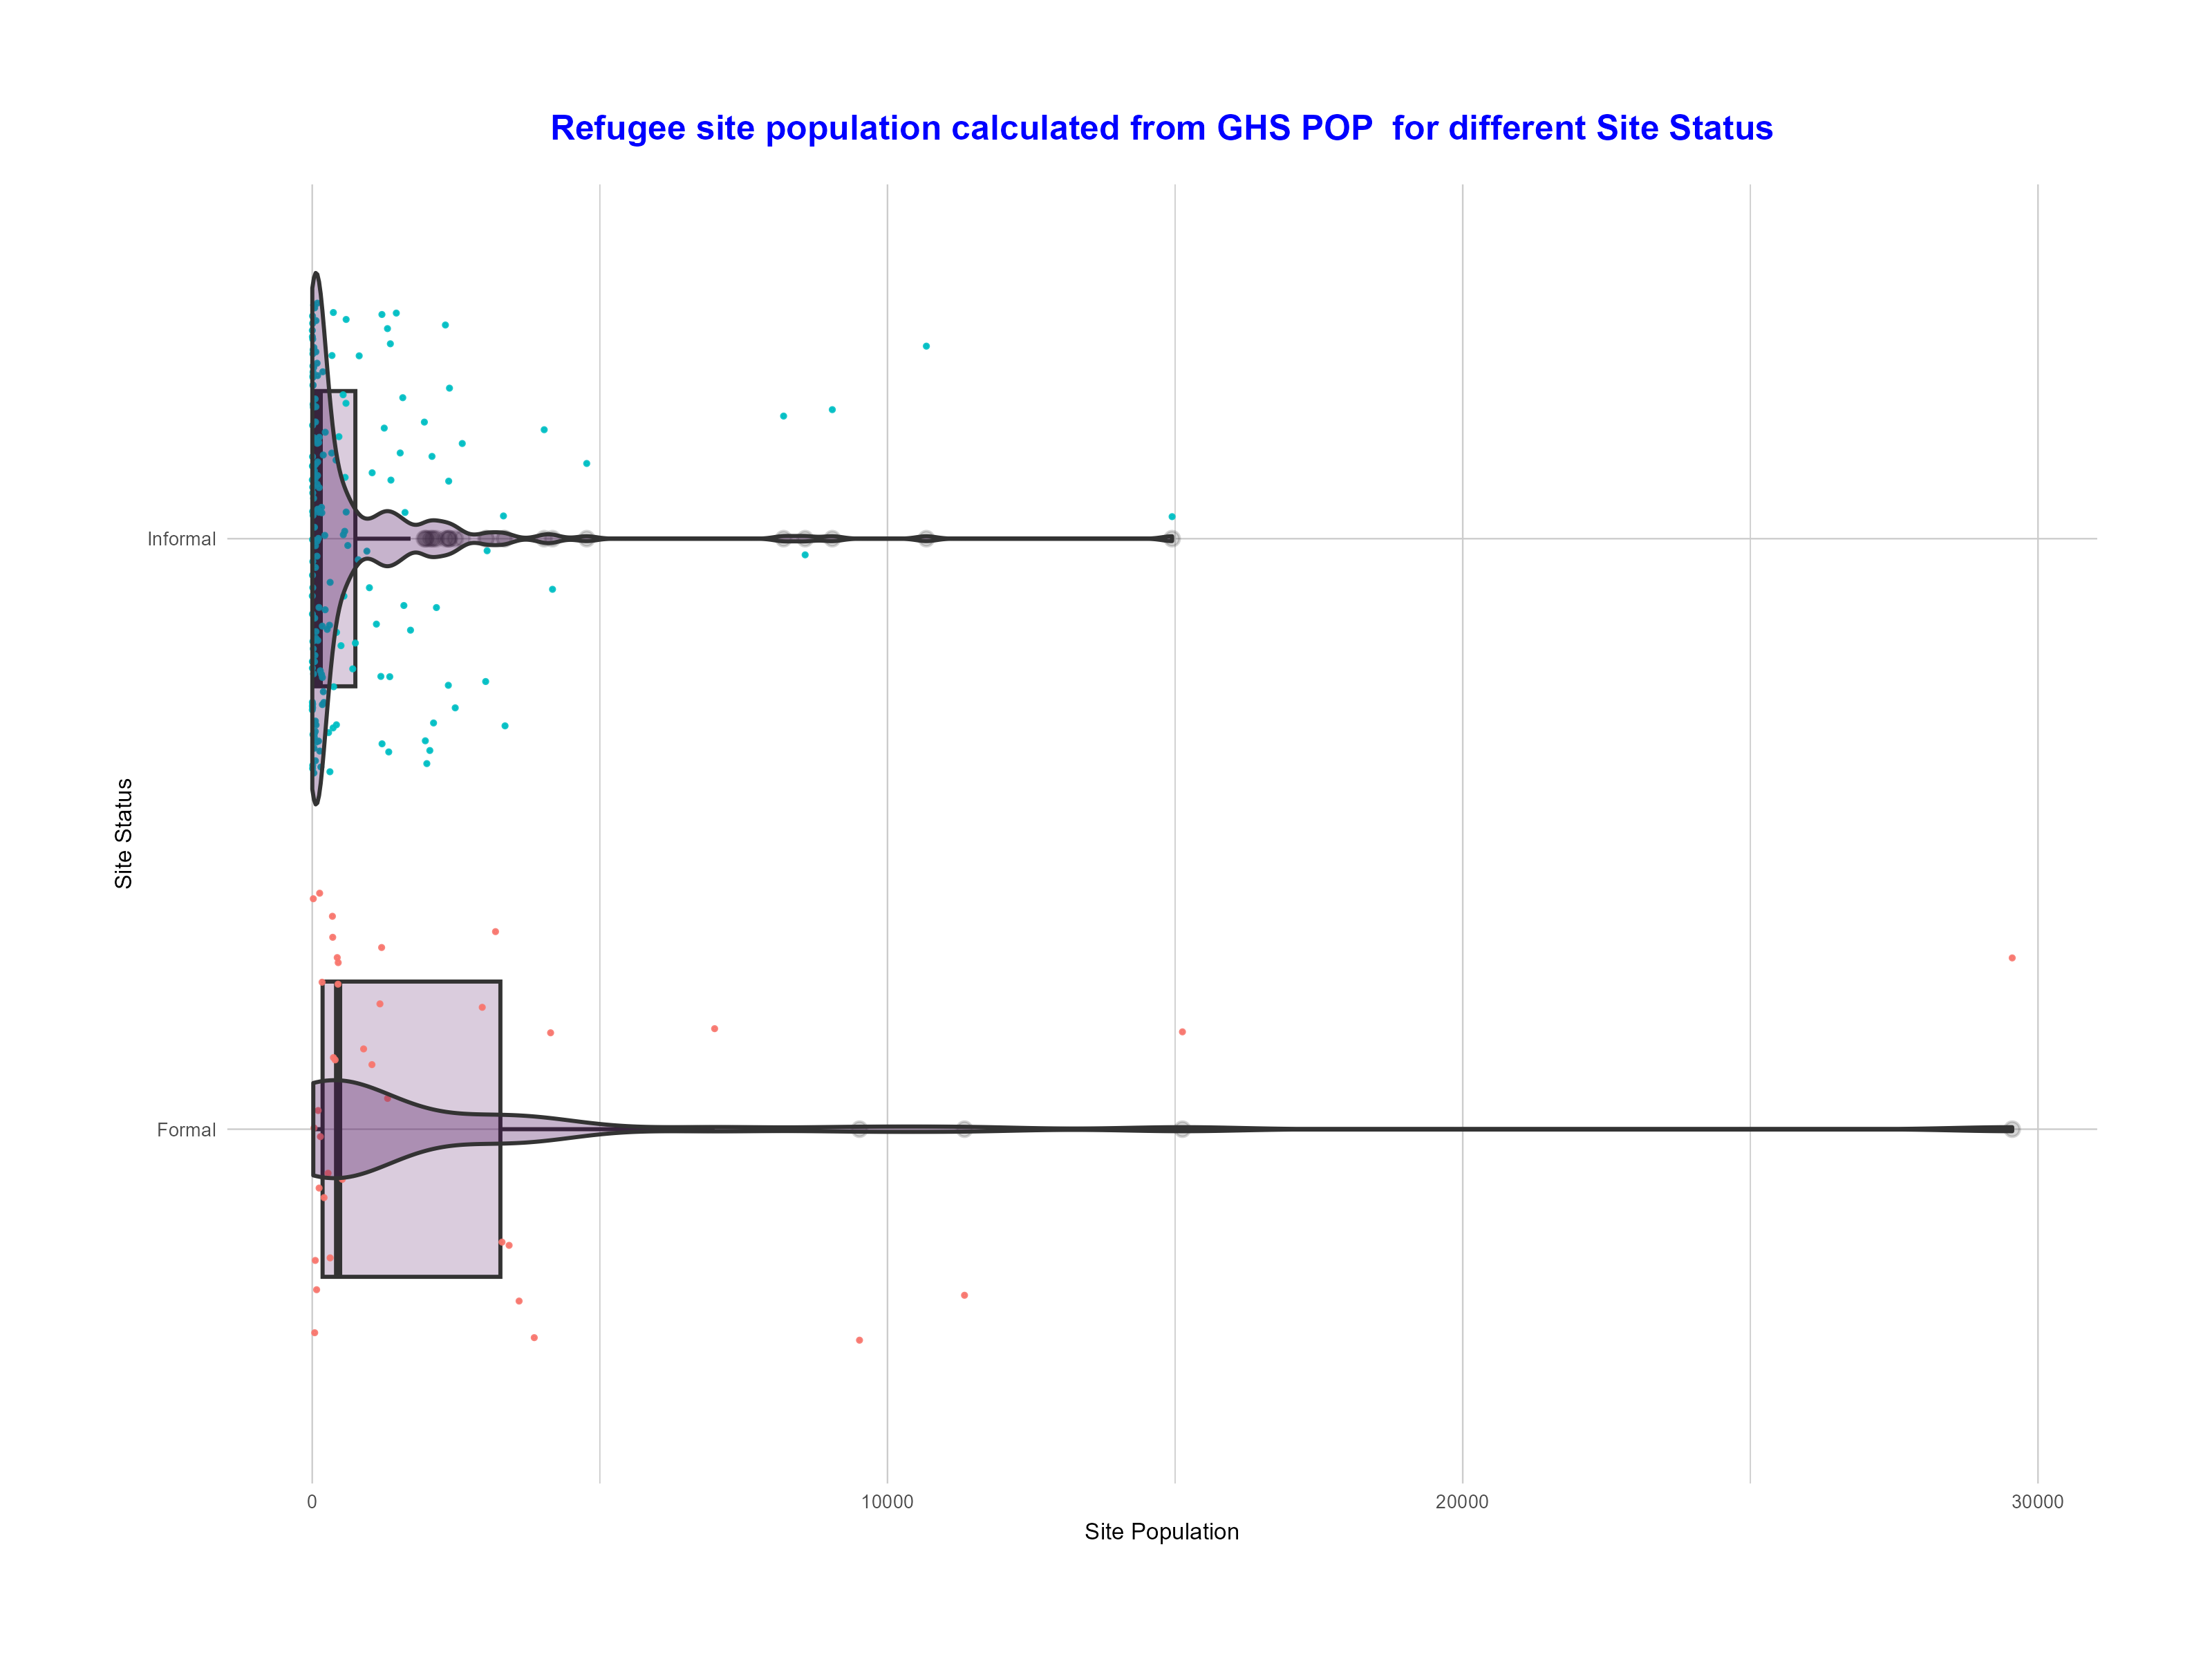 Refugee site population calculated from GHS POP  for different Site Status
Informal
Site Status
Formal
0 10000 20000 30000
Site Population